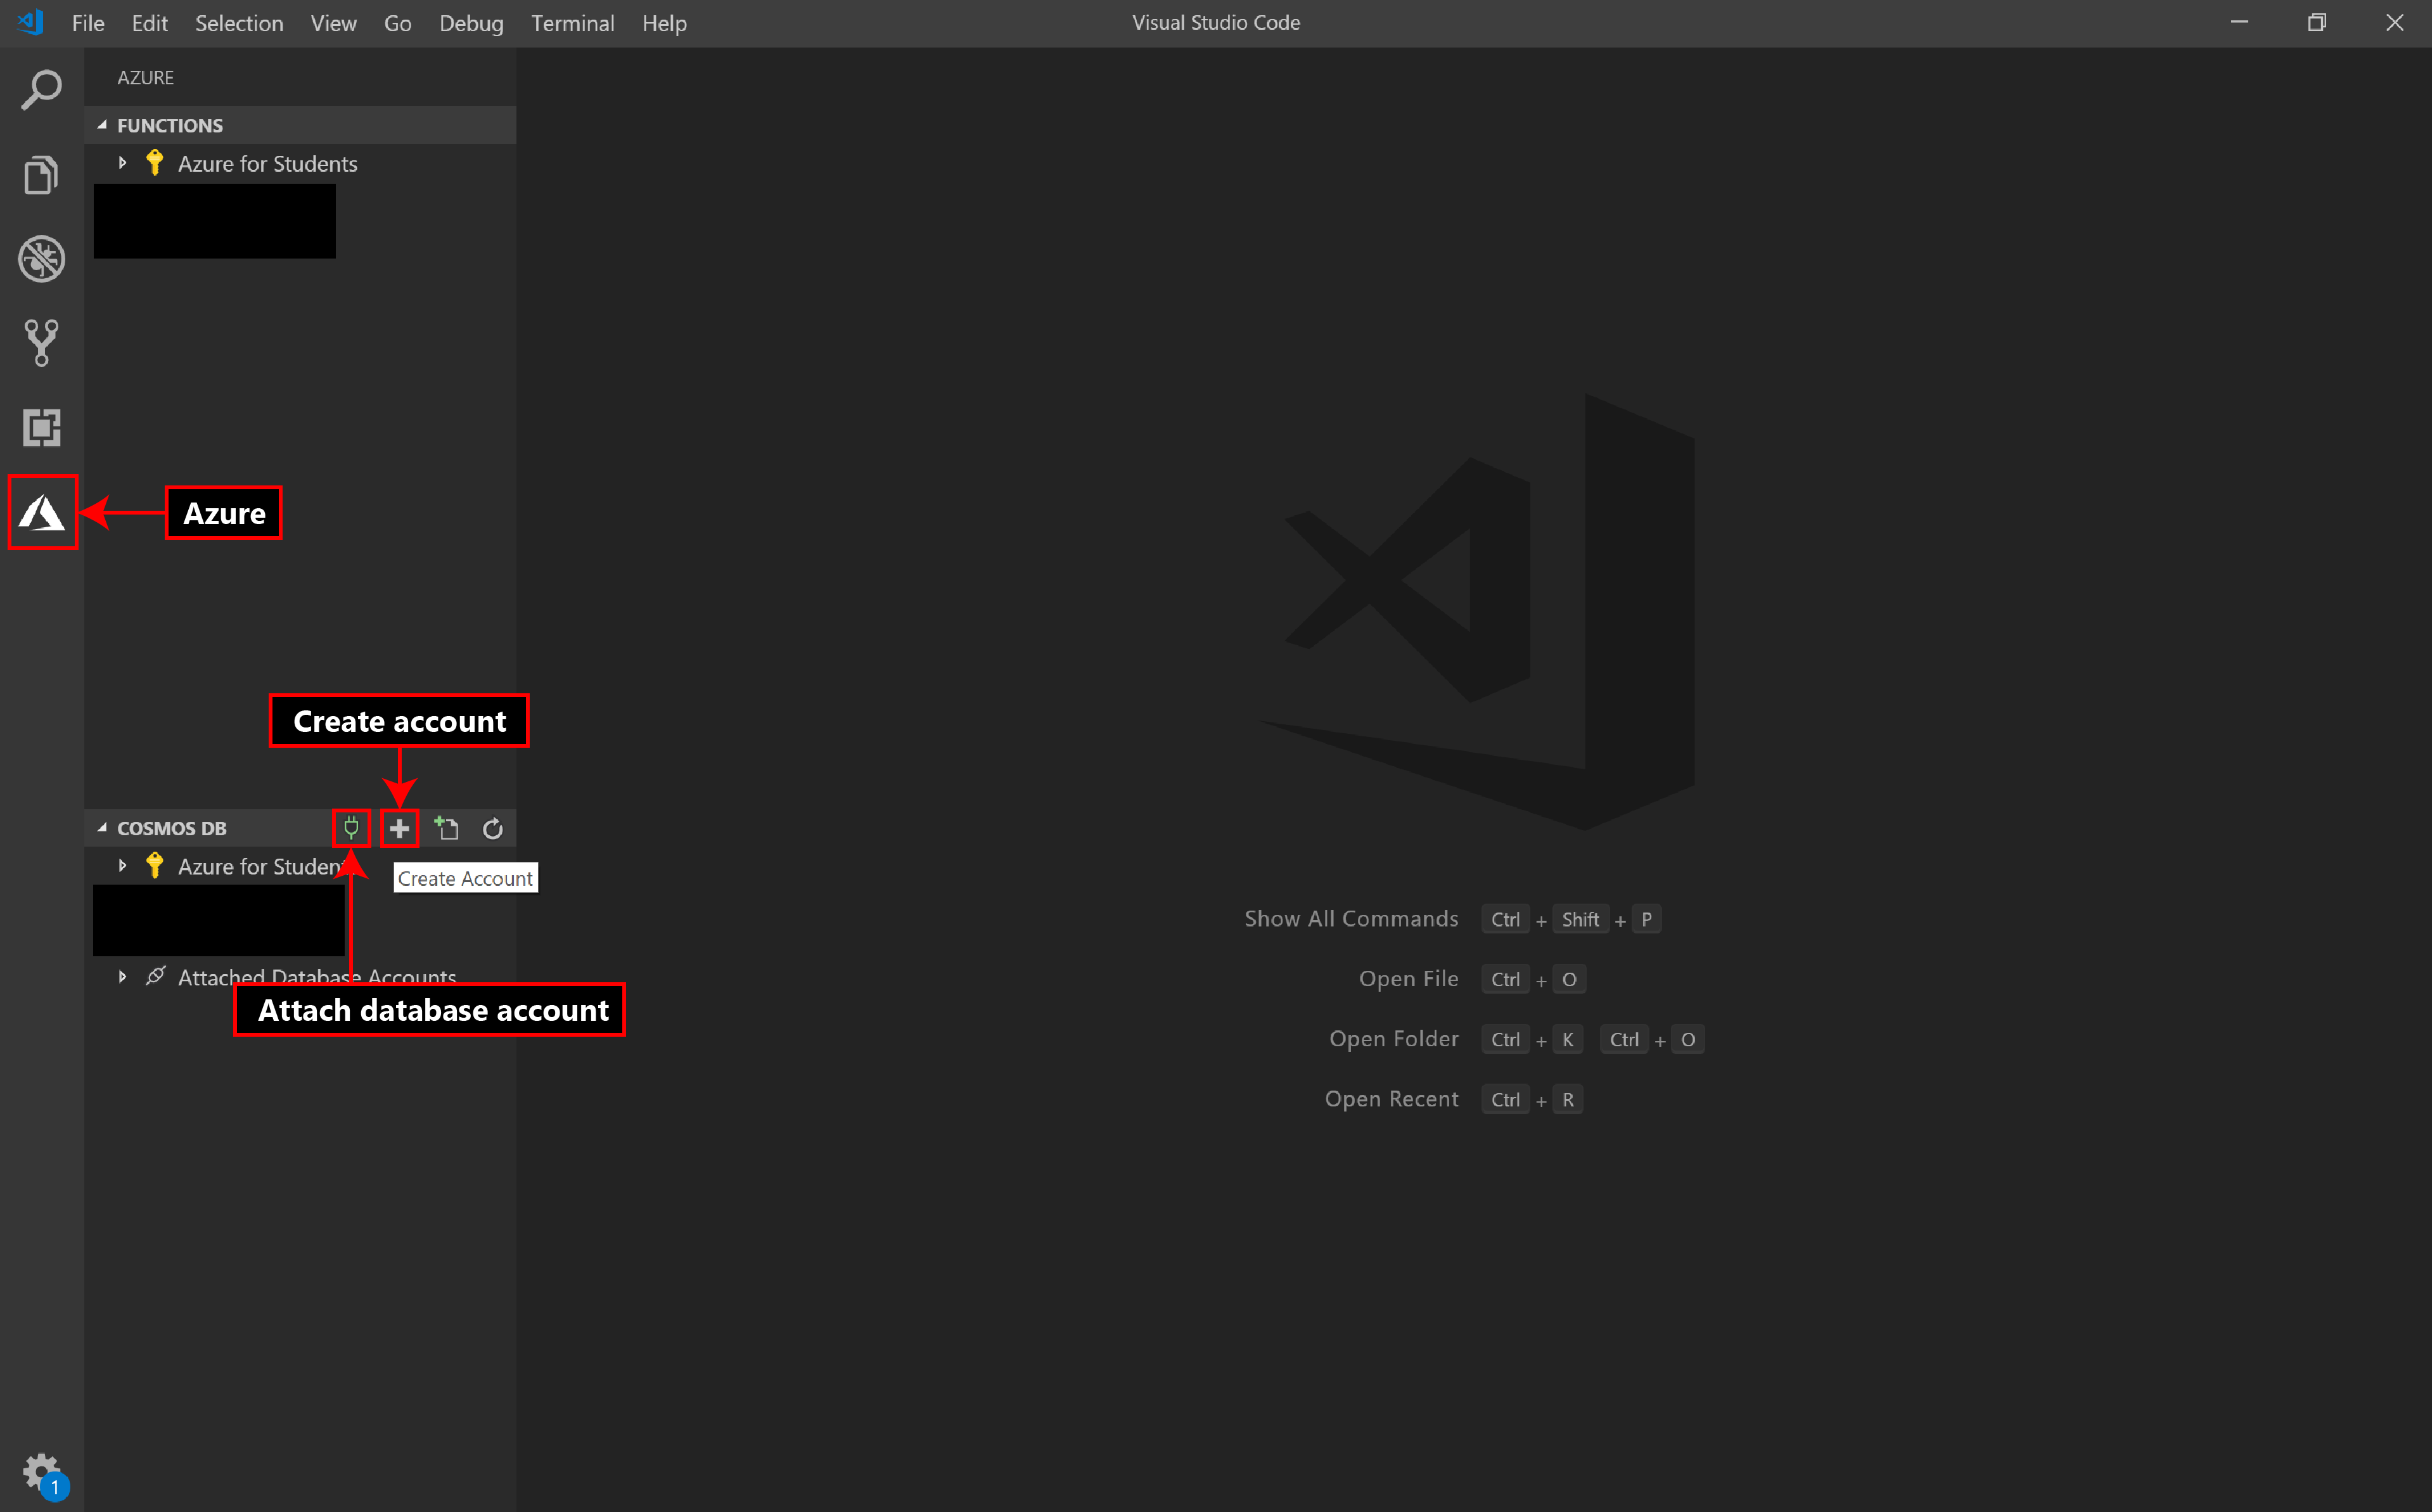 File Edit Selection View Go Debug Terminal Help Visual Studio Code
AZURE
FUNCTIONS
Azure for Students
Azure
Create account
COSMOS DB
Azure for Student
Create Account
Attached Database Accounts
Attach database account
Show All Commands Ctrl + Shift + P
Open File Ctrl + O
Open Folder Ctrl + K Ctrl + O
Open Recent Ctrl + R
1